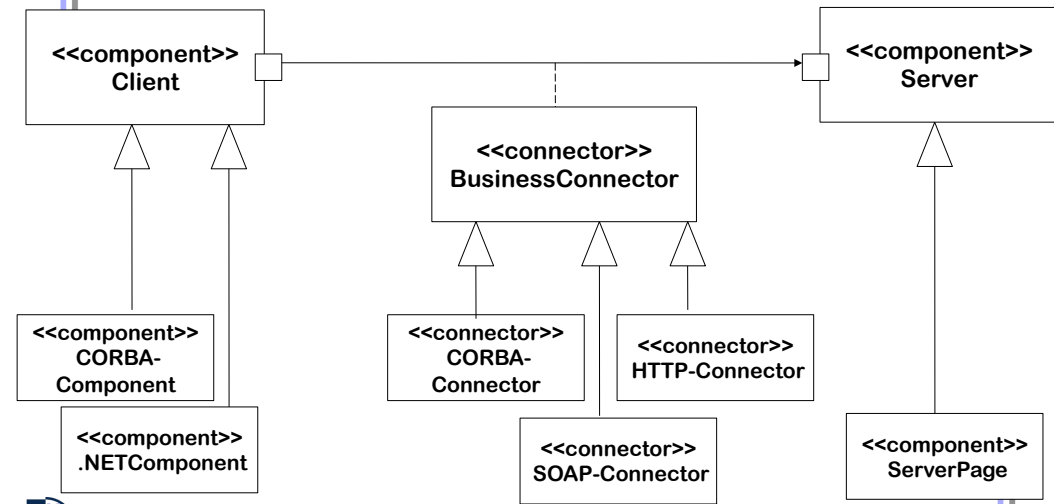 <<component>>
Client
<<component>>
Server
<<connector>>
BusinessConnector
<<component>>
CORBA-
Component
<<connector>>
CORBA-
Connector
<<connector>>
HTTP-Connector
<<component>>
.NETComponent
<<connector>>
SOAP-Connector
<<component>>
ServerPage